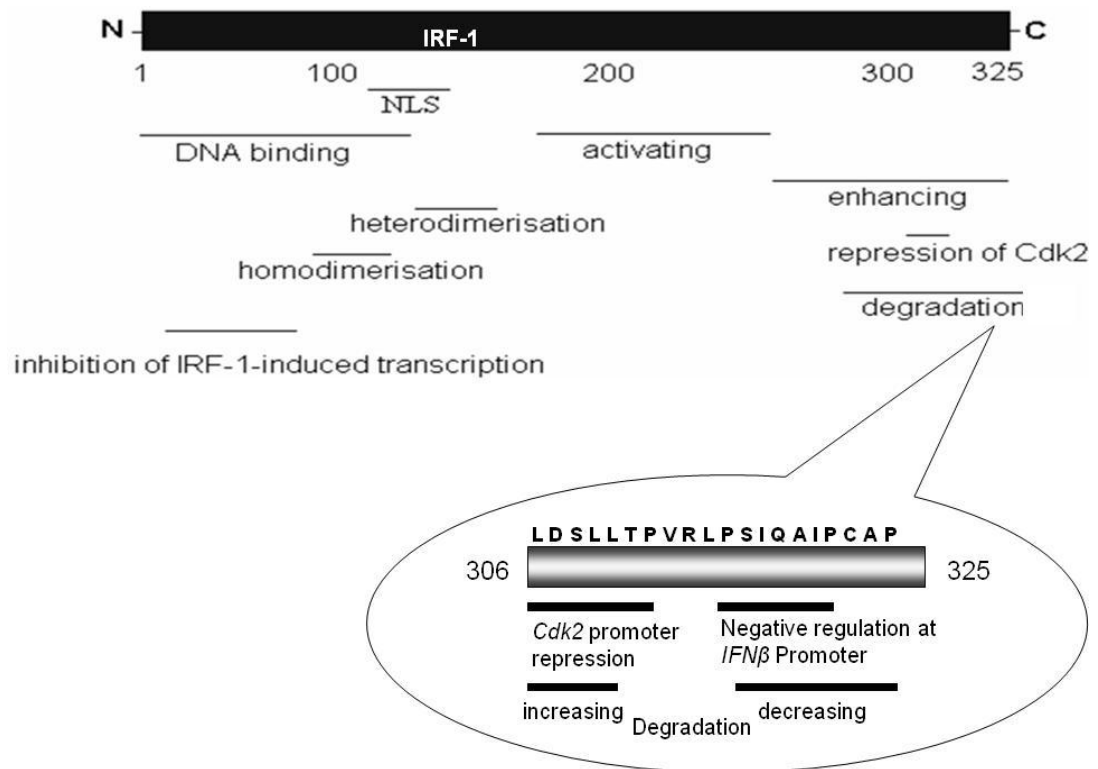 N
IRF-1
C
1 100 200 300 325
NLS
DNA binding
activating
enhancing
heterodimerisation
repression of Cdk2
homodimerisation
degradation
inhibition of IRF-1-induced transcription
LDSLLTPVRLPSIQAIPCAP
306 325
Cdk2 promoter
repression
Negative regulation at
IFNβ Promoter
increasing
Degradation
decreasing